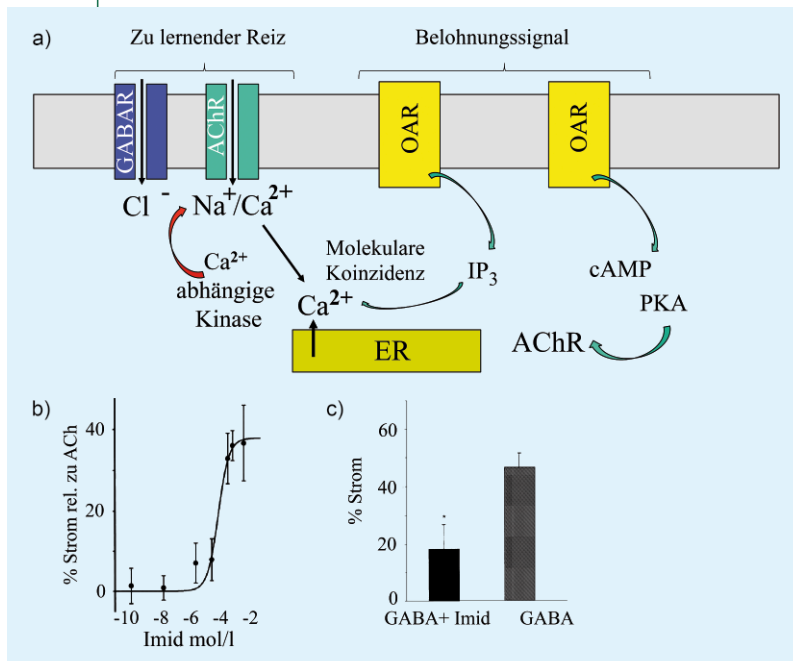 a)
Zu lernender Reiz
Belohnungssignal
GABAR
AChR
OAR
OAR
Cl⁻
Na⁺/Ca²⁺
Ca²⁺
abhängige
Kinase
Molekulare
Koinzidenz
Ca²⁺
IP₃
cAMP
PKA
AChR
ER
b)
% Strom rel. zu ACh
40
20
0
-10 -8 -6 -4 -2
Imid mol/l
c)
% Strom
60
40
20
0
*
GABA+ Imid GABA